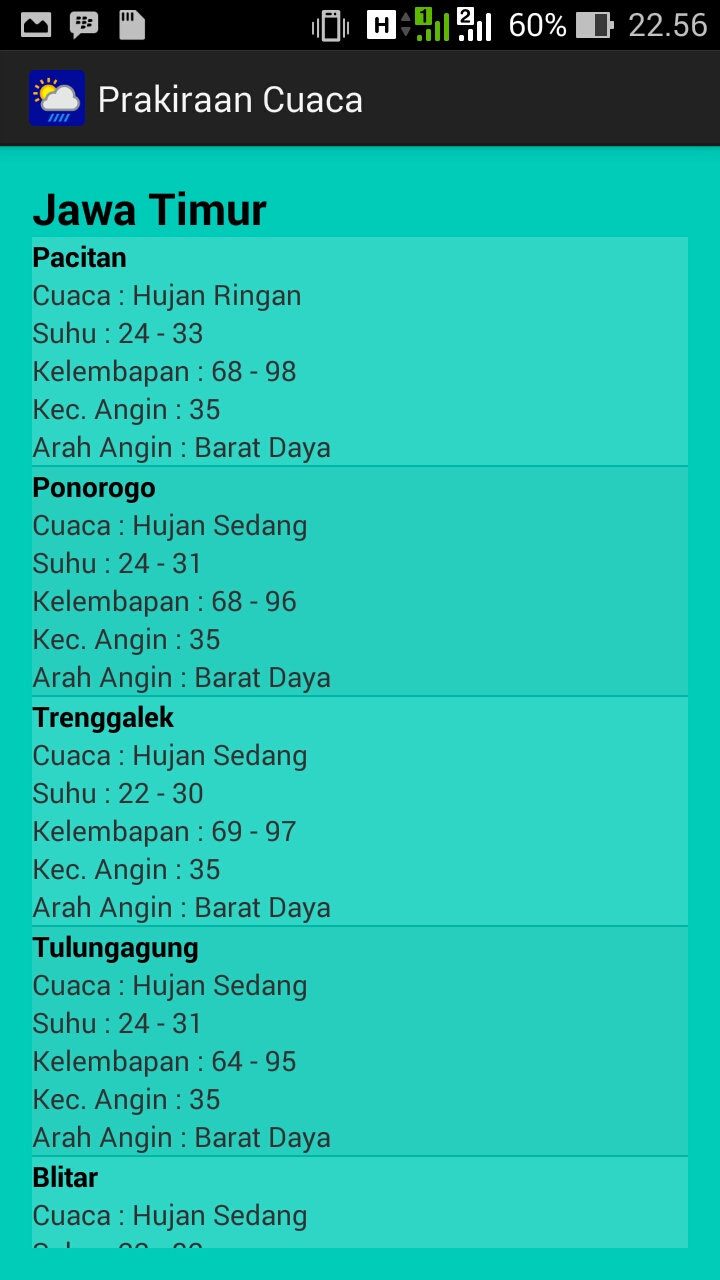 H 1 2 60% 22.56
Prakiraan Cuaca
Jawa Timur
Pacitan
Cuaca : Hujan Ringan
Suhu : 24 - 33
Kelembapan : 68 - 98
Kec. Angin : 35
Arah Angin : Barat Daya
Ponorogo
Cuaca : Hujan Sedang
Suhu : 24 - 31
Kelembapan : 68 - 96
Kec. Angin : 35
Arah Angin : Barat Daya
Trenggalek
Cuaca : Hujan Sedang
Suhu : 22 - 30
Kelembapan : 69 - 97
Kec. Angin : 35
Arah Angin : Barat Daya
Tulungagung
Cuaca : Hujan Sedang
Suhu : 24 - 31
Kelembapan : 64 - 95
Kec. Angin : 35
Arah Angin : Barat Daya
Blitar
Cuaca : Hujan Sedang